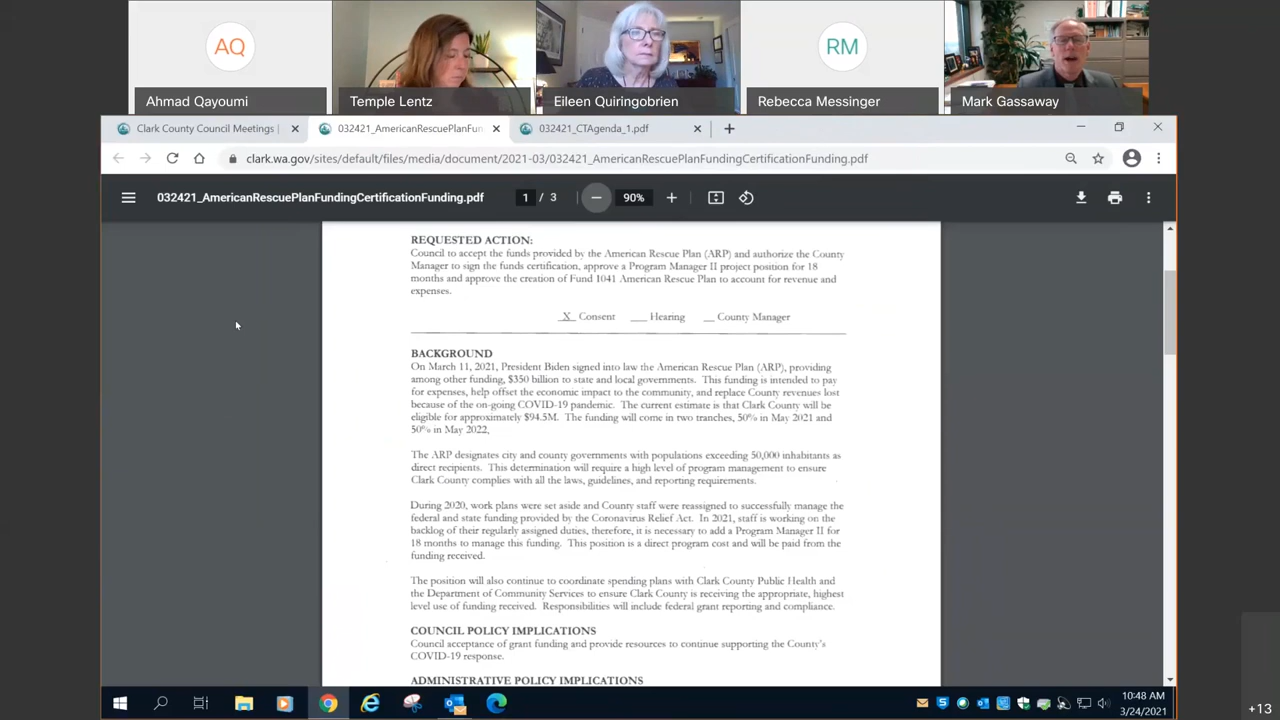 AQ
RM
Ahmad Qayoumi
Temple Lentz
Eileen Quiringobrien
Rebecca Messinger
Mark Gassaway
Clark County Council Meetings |
032421_AmericanRescuePlanFun
032421_CTAgenda_1.pdf
clark.wa.gov/sites/default/files/media/document/2021-03/032421_AmericanRescuePlanFundingCertificationFunding.pdf
032421_AmericanRescuePlanFundingCertificationFunding.pdf
1 / 3
90%
REQUESTED ACTION:
Council to accept the funds provided by the American Rescue Plan (ARP) and authorize the County
Manager to sign the funds certification, approve a Program Manager II project position for 18
months and approve the creation of Fund 1041 American Rescue Plan to account for revenue and
expenses.
_X_ Consent ___ Hearing __ County Manager
BACKGROUND
On March 11, 2021, President Biden signed into law the American Rescue Plan (ARP), providing
among other funding, $350 billion to state and local governments. This funding is intended to pay
for expenses, help offset the economic impact to the community, and replace County revenues lost
because of the on-going COVID-19 pandemic. The current estimate is that Clark County will be
eligible for approximately $94.5M. The funding will come in two tranches, 50% in May 2021 and
50% in May 2022,
The ARP designates city and county governments with populations exceeding 50,000 inhabitants as
direct recipients. This determination will require a high level of program management to ensure
Clark County complies with all the laws, guidelines, and reporting requirements.
During 2020, work plans were set aside and County staff were reassigned to successfully manage the
federal and state funding provided by the Coronavirus Relief Act. In 2021, staff is working on the
backlog of their regularly assigned duties, therefore, it is necessary to add a Program Manager II for
18 months to manage this funding. This position is a direct program cost and will be paid from the
funding received.
The position will also continue to coordinate spending plans with Clark County Public Health and
the Department of Community Services to ensure Clark County is receiving the appropriate, highest
level use of funding received. Responsibilities will include federal grant reporting and compliance.
COUNCIL POLICY IMPLICATIONS
Council acceptance of grant funding and provide resources to continue supporting the County's
COVID-19 response.
ADMINISTRATIVE POLICY IMPLICATIONS
10:48 AM
3/24/2021
+13